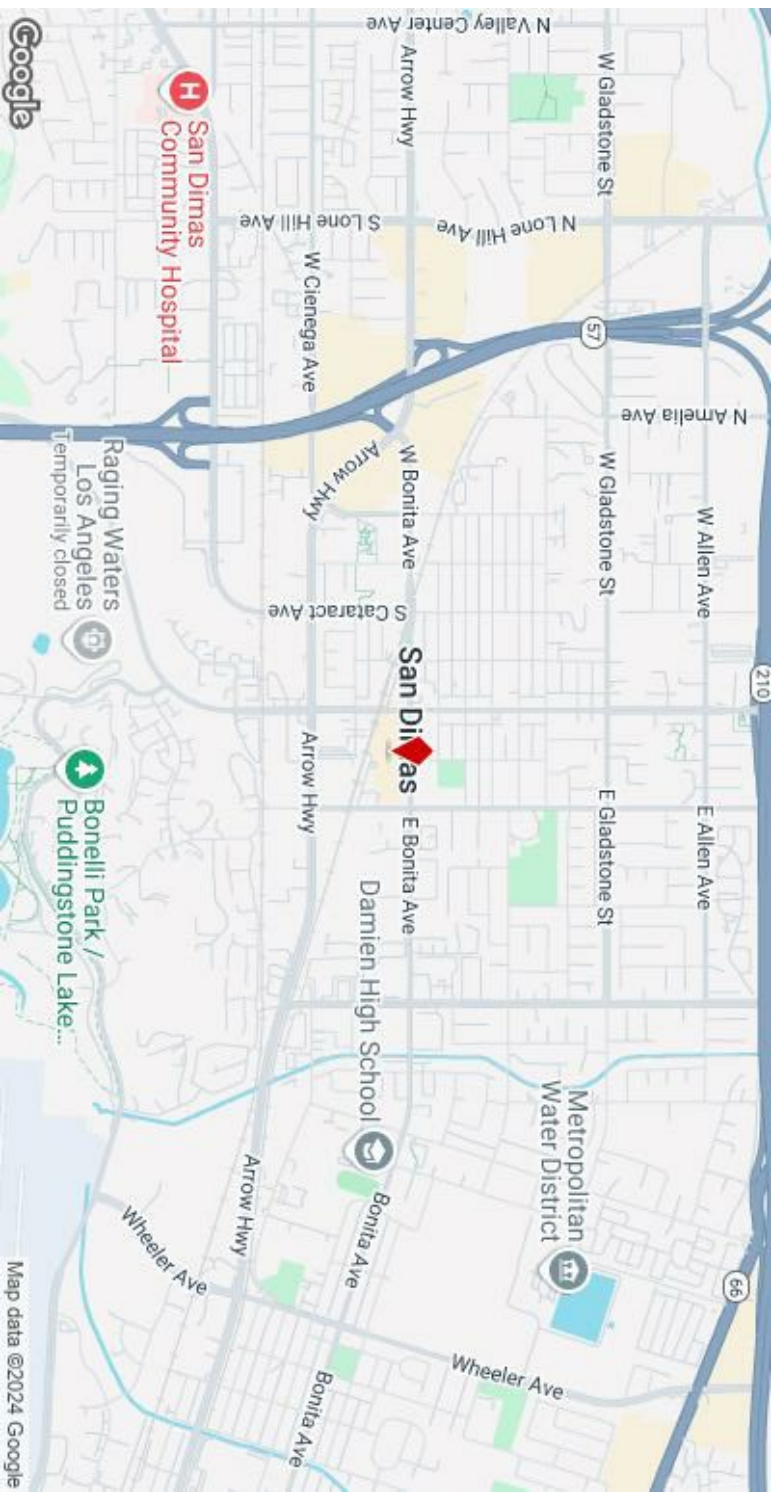 210
66
N Amelia Ave
W Allen Ave
E Allen Ave
W Gladstone St
57
W Gladstone St
E Gladstone St
Metropolitan
Water District
N Valley Center Ave
N Lone Hill Ave
Wheeler Ave
Arrow Hwy
W Bonita Ave
San Dimas
E Bonita Ave
Damien High School
Bonita Ave
Bonita Ave
S Lone Hill Ave
W Cienega Ave
Arrow Hwy
S Cataract Ave
Arrow Hwy
Arrow Hwy
Wheeler Ave
H
San Dimas
Community Hospital
Raging Waters
Los Angeles
Temporarily closed
Bonelli Park /
Puddingstone Lake...
Google
Map data ©2024 Google